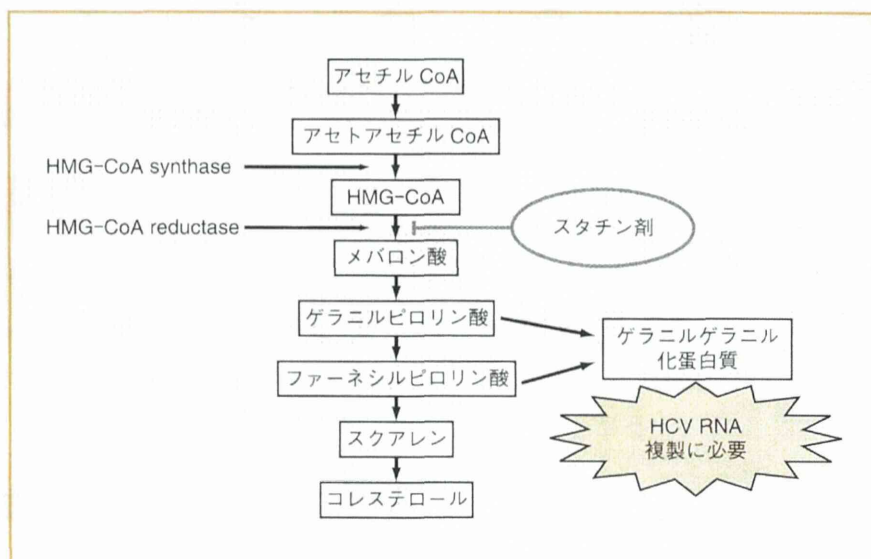 アセチル CoA
アセトアセチル CoA
HMG-CoA synthase
HMG-CoA
HMG-CoA reductase
スタチン剤
メバロン酸
ゲラニルピロリン酸
ゲラニルゲラニル
化蛋白質
ファーネシルピロリン酸
HCV RNA
複製に必要
スクアレン
コレステロール